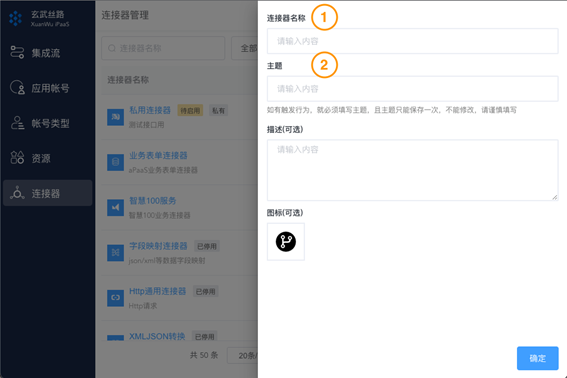 玄武丝路
XuanWu iPaaS
集成流
应用帐号
帐号类型
资源
连接器
连接器管理
连接器名称
全部
连接器名称
私用连接器 待启用 私有
测试接口用
业务表单连接器
aPaaS业务表单连接器
智慧100服务
智慧100业务连接器
字段映射连接器 已停用
json/xml等数据字段映射
Http通用连接器 已停用
Http请求
XMLJSON转换 已停用
共 50 条 20条/
连接器名称 1
请输入内容
主题 2
请输入内容
如有触发行为，就必须填写主题，且主题只能保存一次，不能修改，请谨慎填写
描述(可选)
请输入内容
图标(可选)
确定